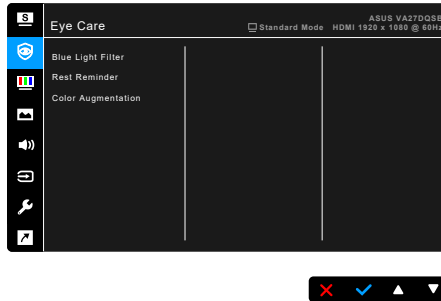 S
Eye Care
ASUS VA27DQSB
Standard Mode HDMI 1920 x 1080 @ 60Hz
Blue Light Filter
Rest Reminder
Color Augmentation